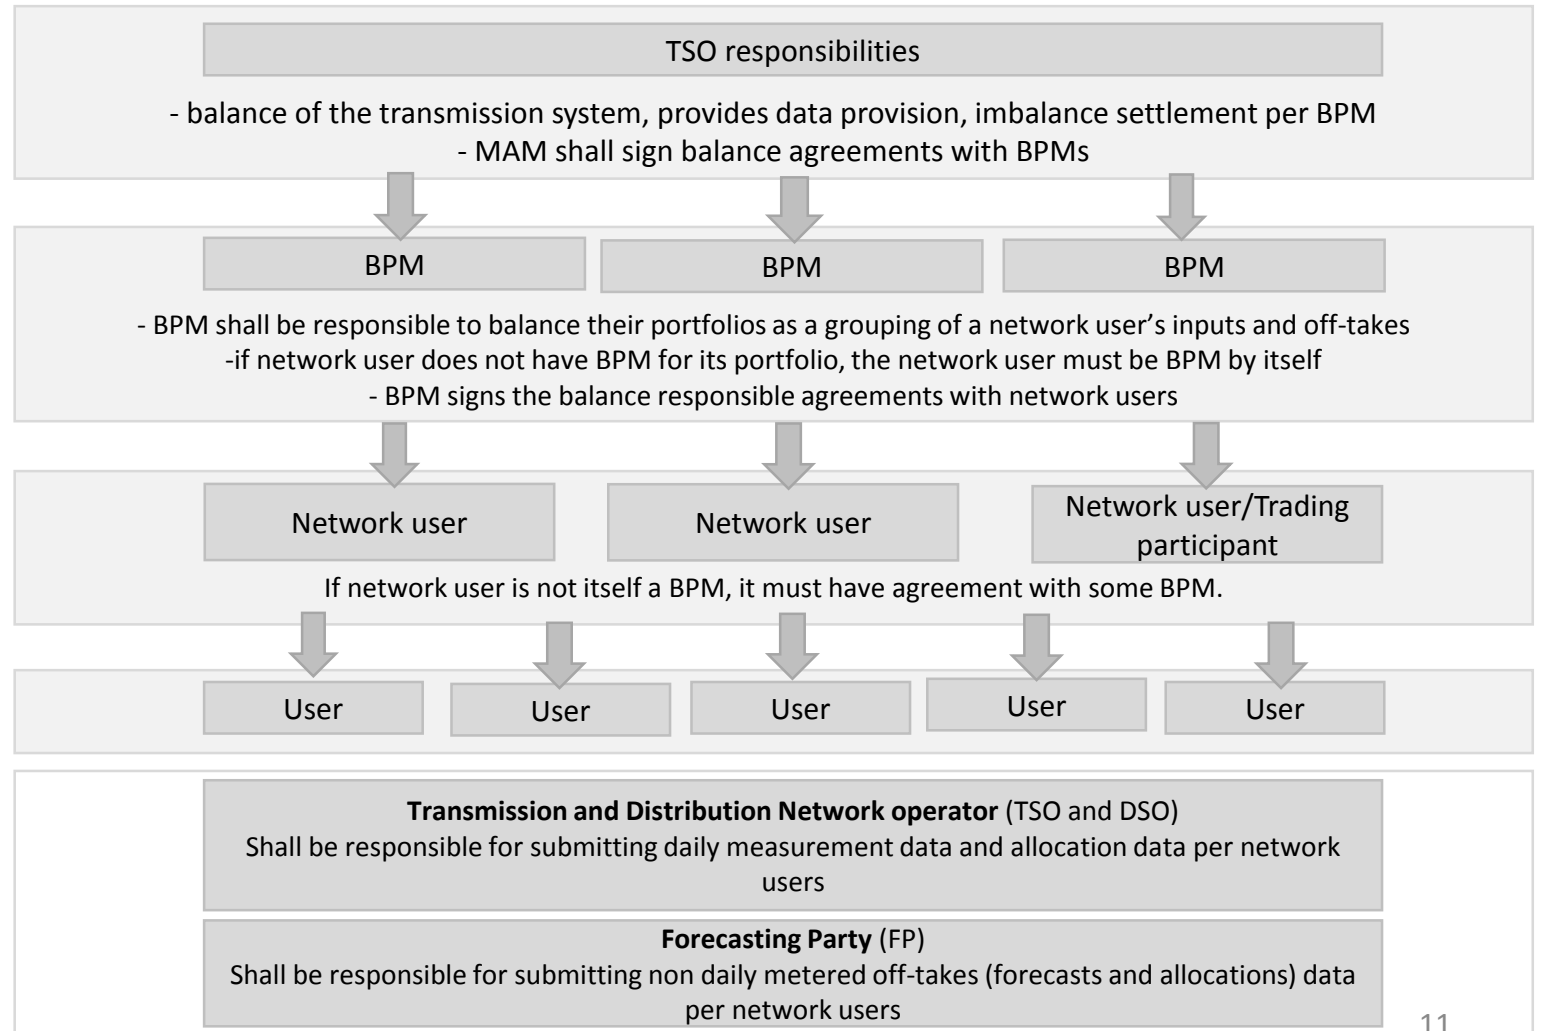 TSO responsibilities
- balance of the transmission system, provides data provision, imbalance settlement per BPM
- MAM shall sign balance agreements with BPMs
BPM
BPM
BPM
- BPM shall be responsible to balance their portfolios as a grouping of a network user’s inputs and off-takes
-if network user does not have BPM for its portfolio, the network user must be BPM by itself
- BPM signs the balance responsible agreements with network users
Network user
Network user
Network user/Trading
participant
If network user is not itself a BPM, it must have agreement with some BPM.
User
User
User
User
User
Transmission and Distribution Network operator (TSO and DSO)
Shall be responsible for submitting daily measurement data and allocation data per network
users
Forecasting Party (FP)
Shall be responsible for submitting non daily metered off-takes (forecasts and allocations) data
per network users
11